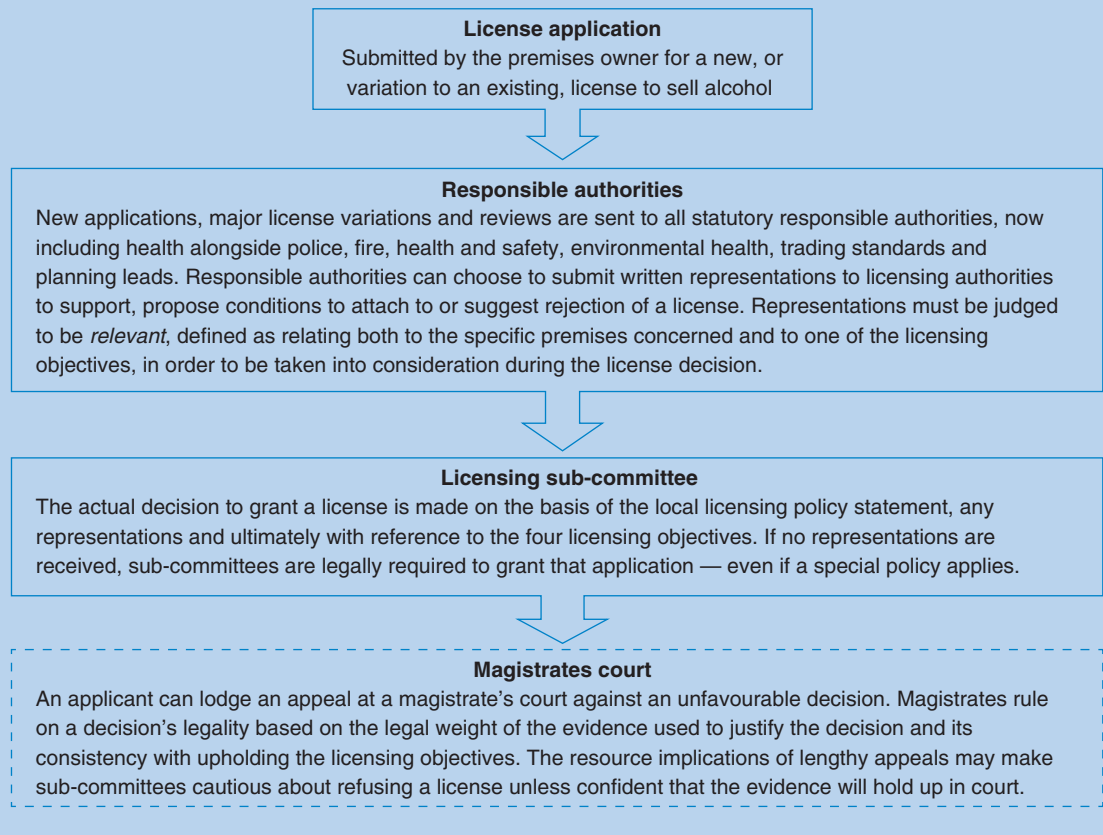 License application
Submitted by the premises owner for a new, or
variation to an existing, license to sell alcohol
Responsible authorities
New applications, major license variations and reviews are sent to all statutory responsible authorities, now
including health alongside police, fire, health and safety, environmental health, trading standards and
planning leads. Responsible authorities can choose to submit written representations to licensing authorities
to support, propose conditions to attach to or suggest rejection of a license. Representations must be judged
to be relevant, defined as relating both to the specific premises concerned and to one of the licensing
objectives, in order to be taken into consideration during the license decision.
Licensing sub-committee
The actual decision to grant a license is made on the basis of the local licensing policy statement, any
representations and ultimately with reference to the four licensing objectives. If no representations are
received, sub-committees are legally required to grant that application — even if a special policy applies.
Magistrates court
An applicant can lodge an appeal at a magistrate's court against an unfavourable decision. Magistrates rule
on a decision's legality based on the legal weight of the evidence used to justify the decision and its
consistency with upholding the licensing objectives. The resource implications of lengthy appeals may make
sub-committees cautious about refusing a license unless confident that the evidence will hold up in court.